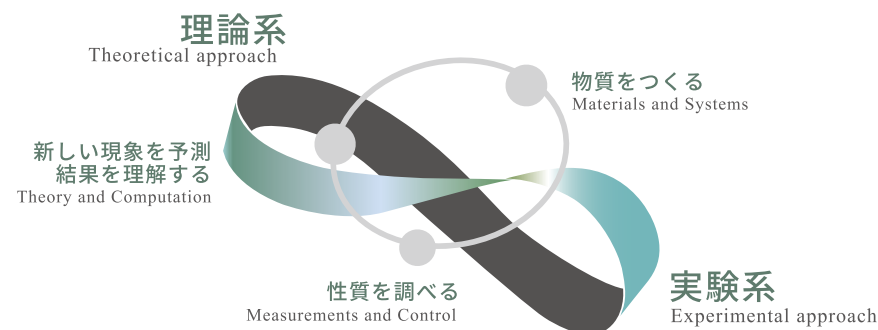 理論系
Theoretical approach
物質をつくる
Materials and Systems
新しい現象を予測
結果を理解する
Theory and Computation
性質を調べる
Measurements and Control
実験系
Experimental approach